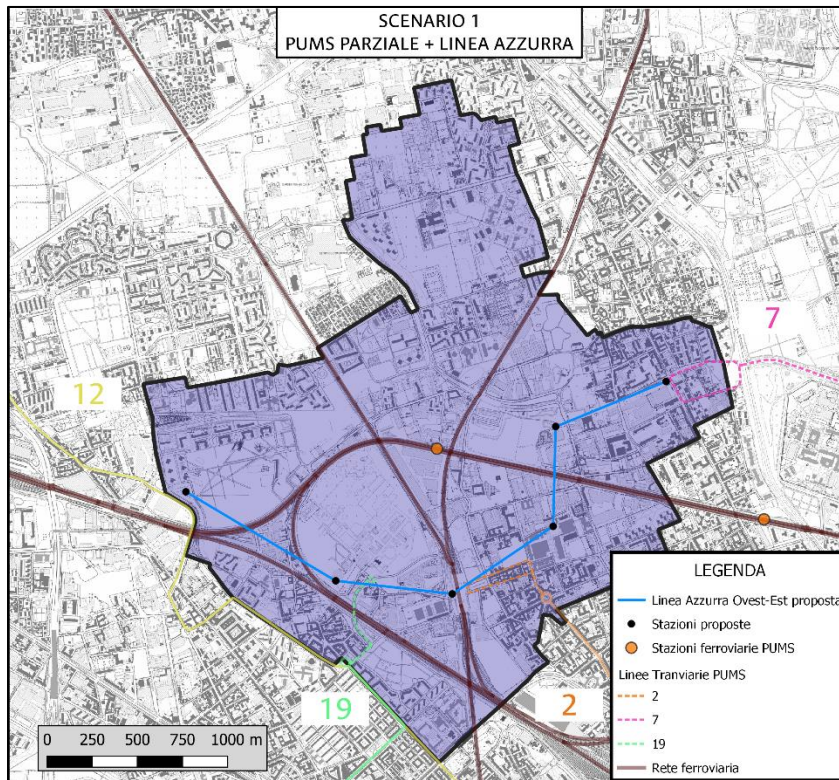 SCENARIO 1
PUMS PARZIALE + LINEA AZZURRA
7
12
19
2
0 250 500 750 1000 m
LEGENDA
Linea Azzurra Ovest-Est proposta
Stazioni proposte
Stazioni ferroviarie PUMS
Linee Tranviarie PUMS
2
7
19
Rete ferroviaria